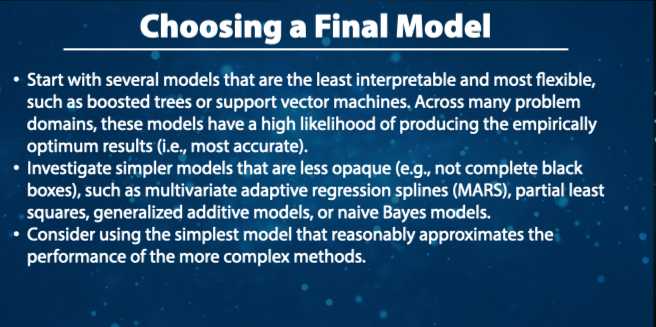 Choosing a Final Model
• Start with several models that are the least interpretable and most flexible,
such as boosted trees or support vector machines. Across many problem
domains, these models have a high likelihood of producing the empirically
optimum results (i.e., most accurate).
• Investigate simpler models that are less opaque (e.g., not complete black
boxes), such as multivariate adaptive regression splines (MARS), partial least
squares, generalized additive models, or naive Bayes models.
• Consider using the simplest model that reasonably approximates the
performance of the more complex methods.